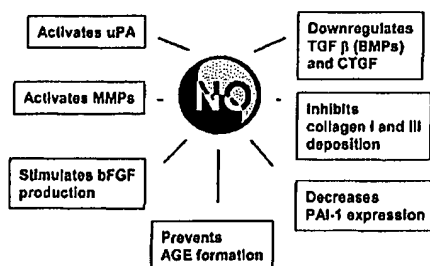 Activates uPA
Activates MMPs
Stimulates bFGF
production
Prevents
AGE formation
NO
Downregulates
TGF β (BMPs)
and CTGF
Inhibits
collagen I and III
deposition
Decreases
PAI-1 expression